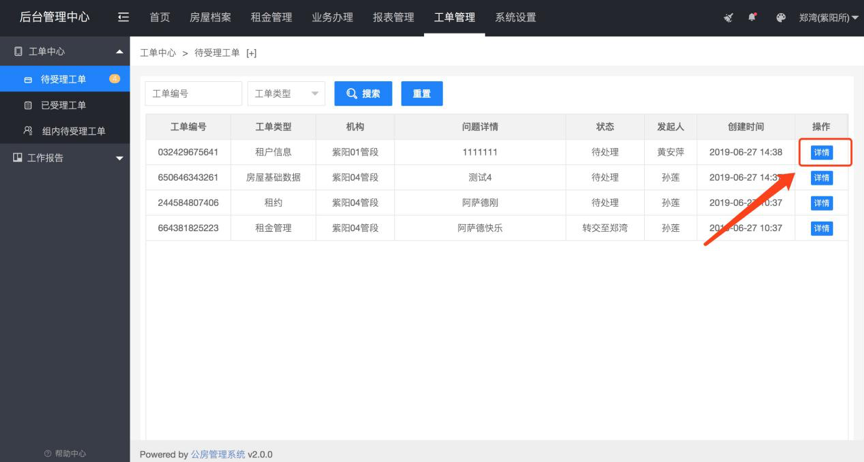 后台管理中心 首页 房屋档案 租金管理 业务办理 报表管理 工单管理 系统设置 郑湾(紫阳所)
工单中心
待受理工单
已受理工单
组内待受理工单
工作报告
帮助中心
工单中心 > 待受理工单 [+]
工单编号 工单类型 搜索 重置
工单编号 工单类型 机构 问题详情 状态 发起人 创建时间 操作
032429675641 租户信息 紫阳01管段 1111111 待处理 黄安萍 2019-06-27 14:38 详情
650646343261 房屋基础数据 紫阳04管段 测试4 待处理 孙莲 2019-06-27 14:3 详情
244584807406 租约 紫阳04管段 阿萨德刚 待处理 孙莲 2019-06-27 10:37 详情
664381825223 租金管理 紫阳04管段 阿萨德快乐 转交至郑湾 孙莲 2019-06-27 10:37 详情
Powered by 公房管理系统 v2.0.0